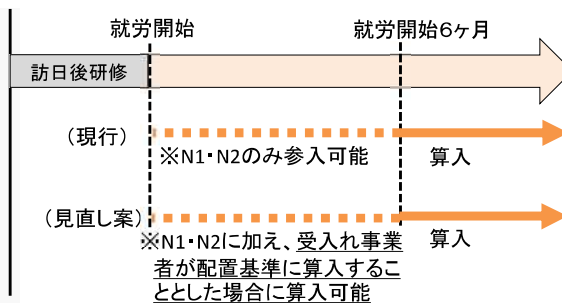 就労開始 就労開始6ヶ月
訪日後研修
(現行)
※N1・N2のみ参入可能 算入
(見直し案)
※N1・N2に加え、受入れ事業 算入
者が配置基準に算入するこ
ととした場合に算入可能